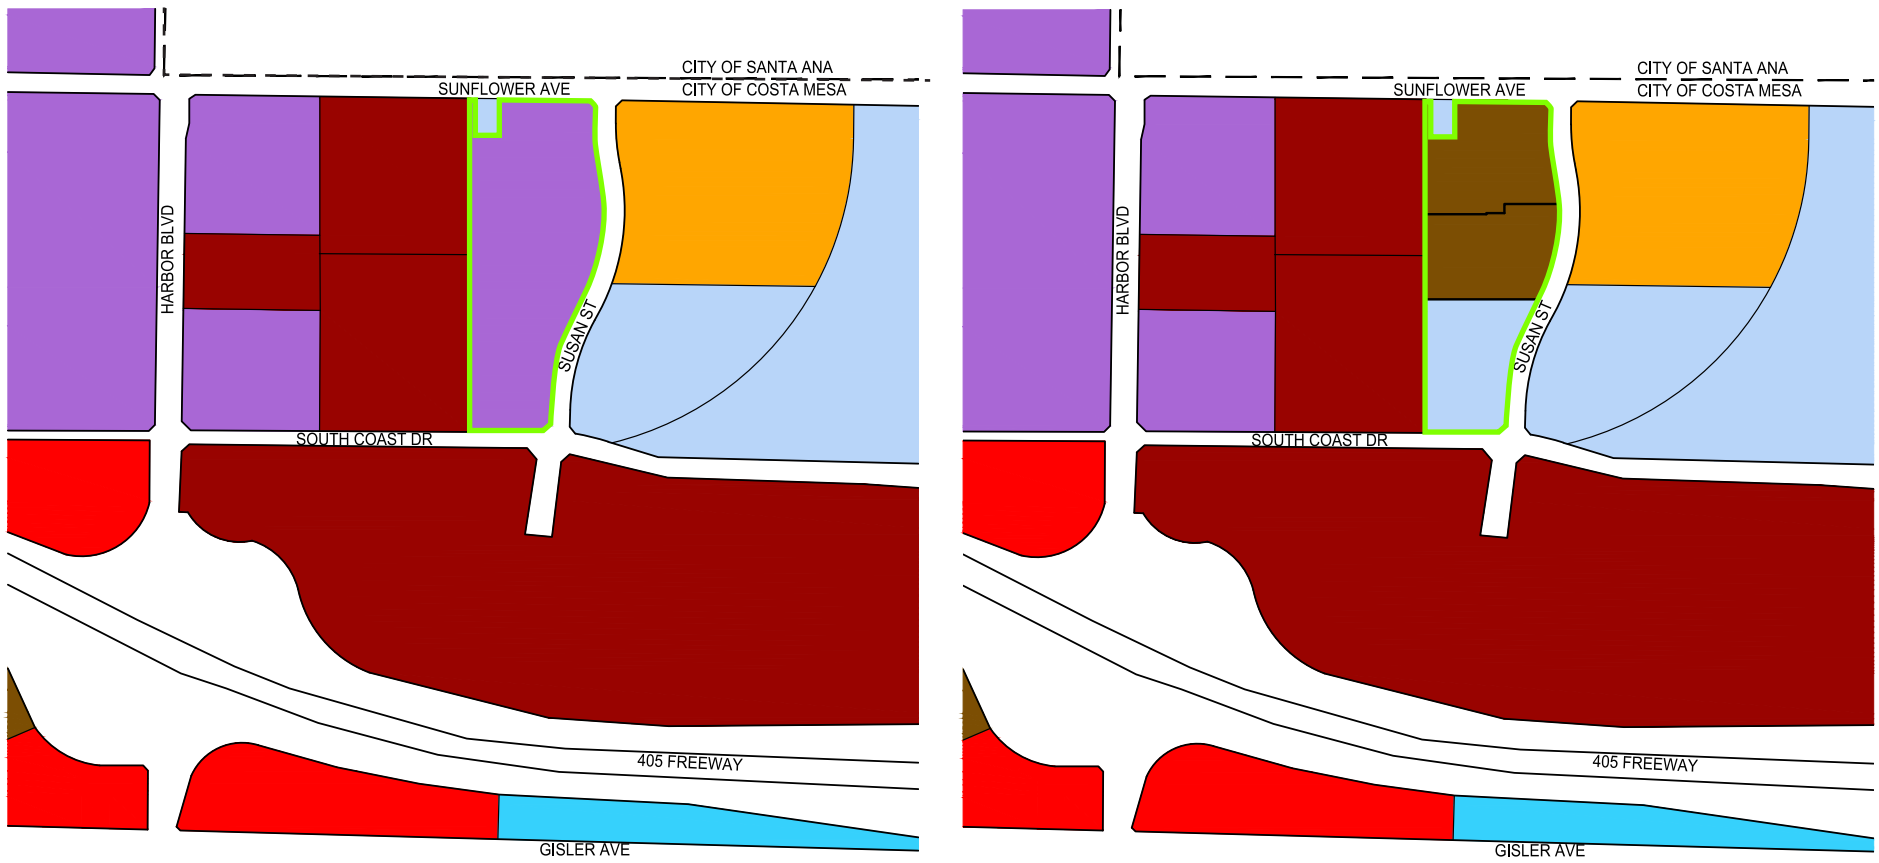 CITY OF SANTA ANA
SUNFLOWER AVE
CITY OF COSTA MESA
HARBOR BLVD
SUSAN ST
SOUTH COAST DR
405 FREEWAY
GISLER AVE
CITY OF SANTA ANA
SUNFLOWER AVE
CITY OF COSTA MESA
HARBOR BLVD
SUSAN ST
SOUTH COAST DR
405 FREEWAY
GISLER AVE